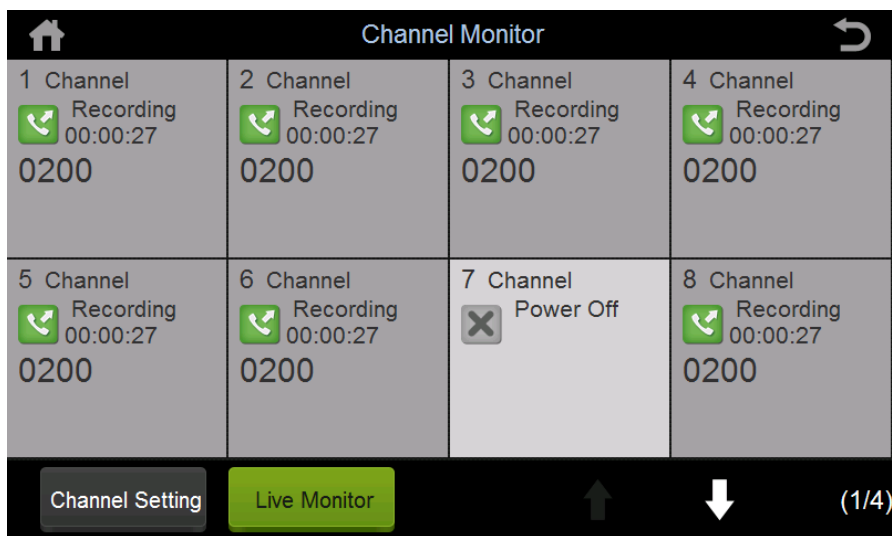 Channel Monitor
1 Channel
Recording
00:00:27
0200
2 Channel
Recording
00:00:27
0200
3 Channel
Recording
00:00:27
0200
4 Channel
Recording
00:00:27
0200
5 Channel
Recording
00:00:27
0200
6 Channel
Recording
00:00:27
0200
7 Channel
Power Off
8 Channel
Recording
00:00:27
0200
Channel Setting
Live Monitor
(1/4)